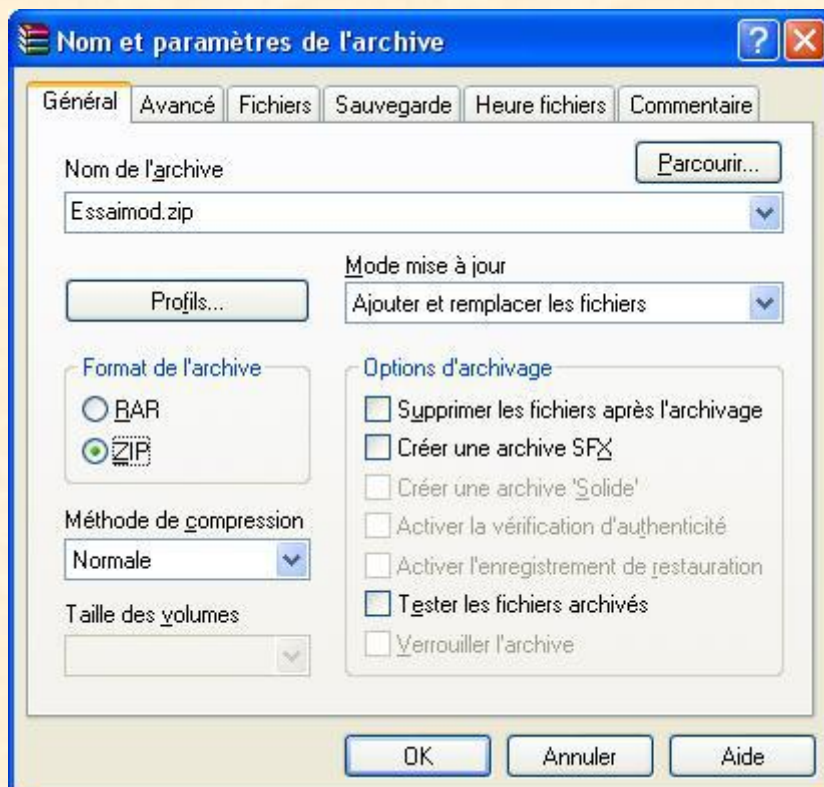 Nom et paramètres de l'archive
Général Avancé Fichiers Sauvegarde Heure fichiers Commentaire
Nom de l'archive
Parcourir...
Essaimod.zip
Profils...
Mode mise à jour
Ajouter et remplacer les fichiers
Format de l'archive
RAR
ZIP
Méthode de compression
Normale
Taille des volumes
Options d'archivage
Supprimer les fichiers après l'archivage
Créer une archive SFX
Créer une archive 'Solide'
Activer la vérification d'authenticité
Activer l'enregistrement de restauration
Tester les fichiers archivés
Verrouiller l'archive
OK Annuler Aide